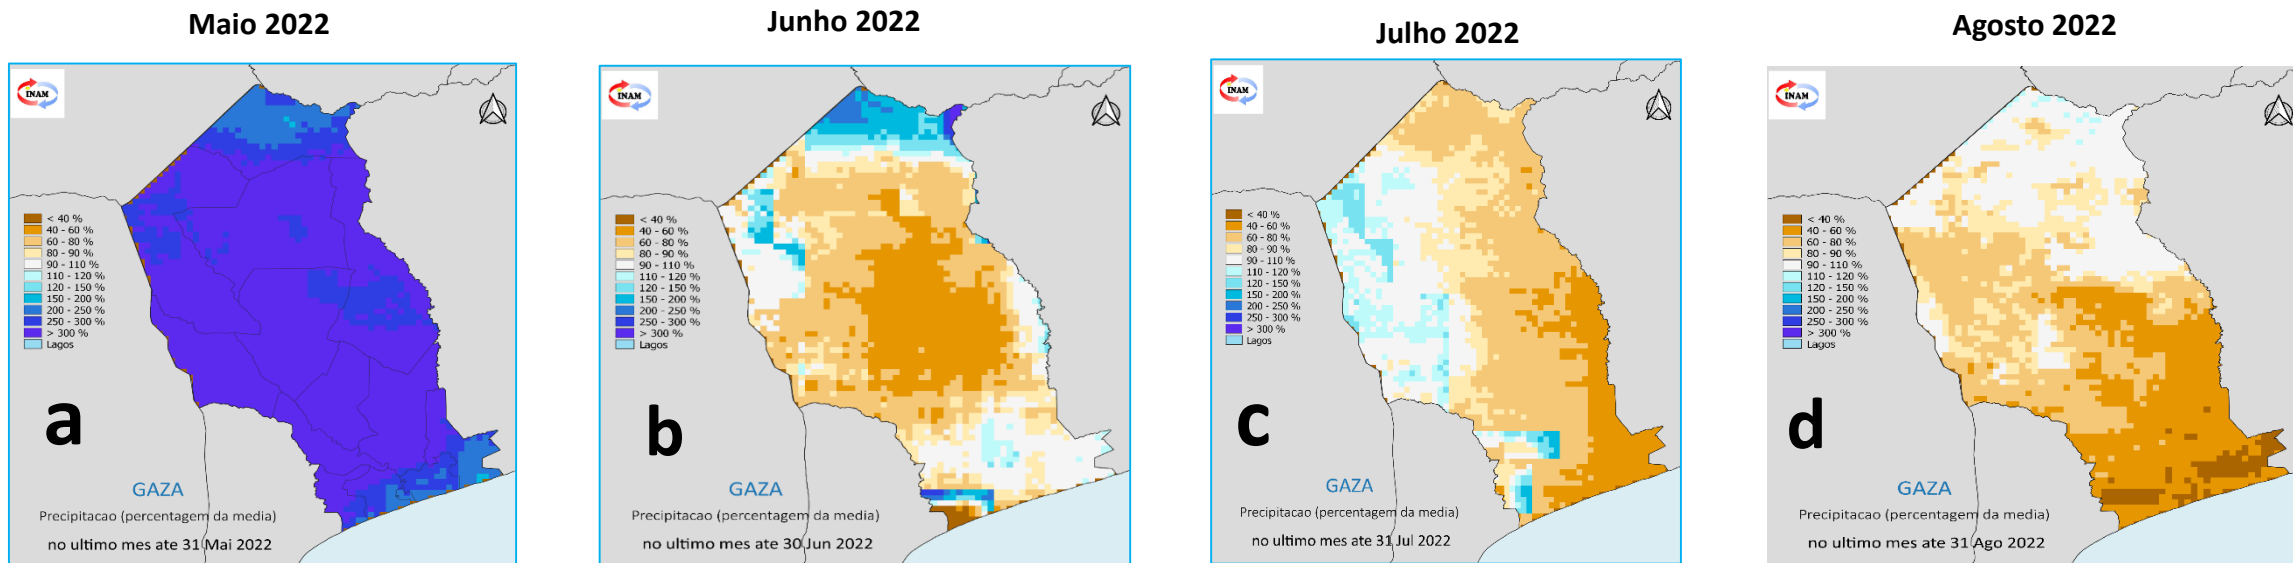 Maio 2022
INAM
< 40 %
40 - 60 %
60 - 80 %
80 - 90 %
90 - 110 %
110 - 120 %
120 - 150 %
150 - 200 %
200 - 250 %
250 - 300 %
> 300 %
Lagos
a
GAZA
Precipitacao (percentagem da media)
no ultimo mes ate 31 Mai 2022
Junho 2022
INAM
< 40 %
40 - 60 %
60 - 80 %
80 - 90 %
90 - 110 %
110 - 120 %
120 - 150 %
150 - 200 %
200 - 250 %
250 - 300 %
> 300 %
Lagos
b
GAZA
Precipitacao (percentagem da media)
no ultimo mes ate 30 Jun 2022
Julho 2022
INAM
< 40 %
40 - 60 %
60 - 80 %
80 - 90 %
90 - 110 %
110 - 120 %
120 - 150 %
150 - 200 %
200 - 250 %
250 - 300 %
> 300 %
Lagos
c
GAZA
Precipitacao (percentagem da media)
no ultimo mes ate 31 Jul 2022
Agosto 2022
INAM
< 40 %
40 - 60 %
60 - 80 %
80 - 90 %
90 - 110 %
110 - 120 %
120 - 150 %
150 - 200 %
200 - 250 %
250 - 300 %
> 300 %
Lagos
d
GAZA
Precipitacao (percentagem da media)
no ultimo mes ate 31 Ago 2022